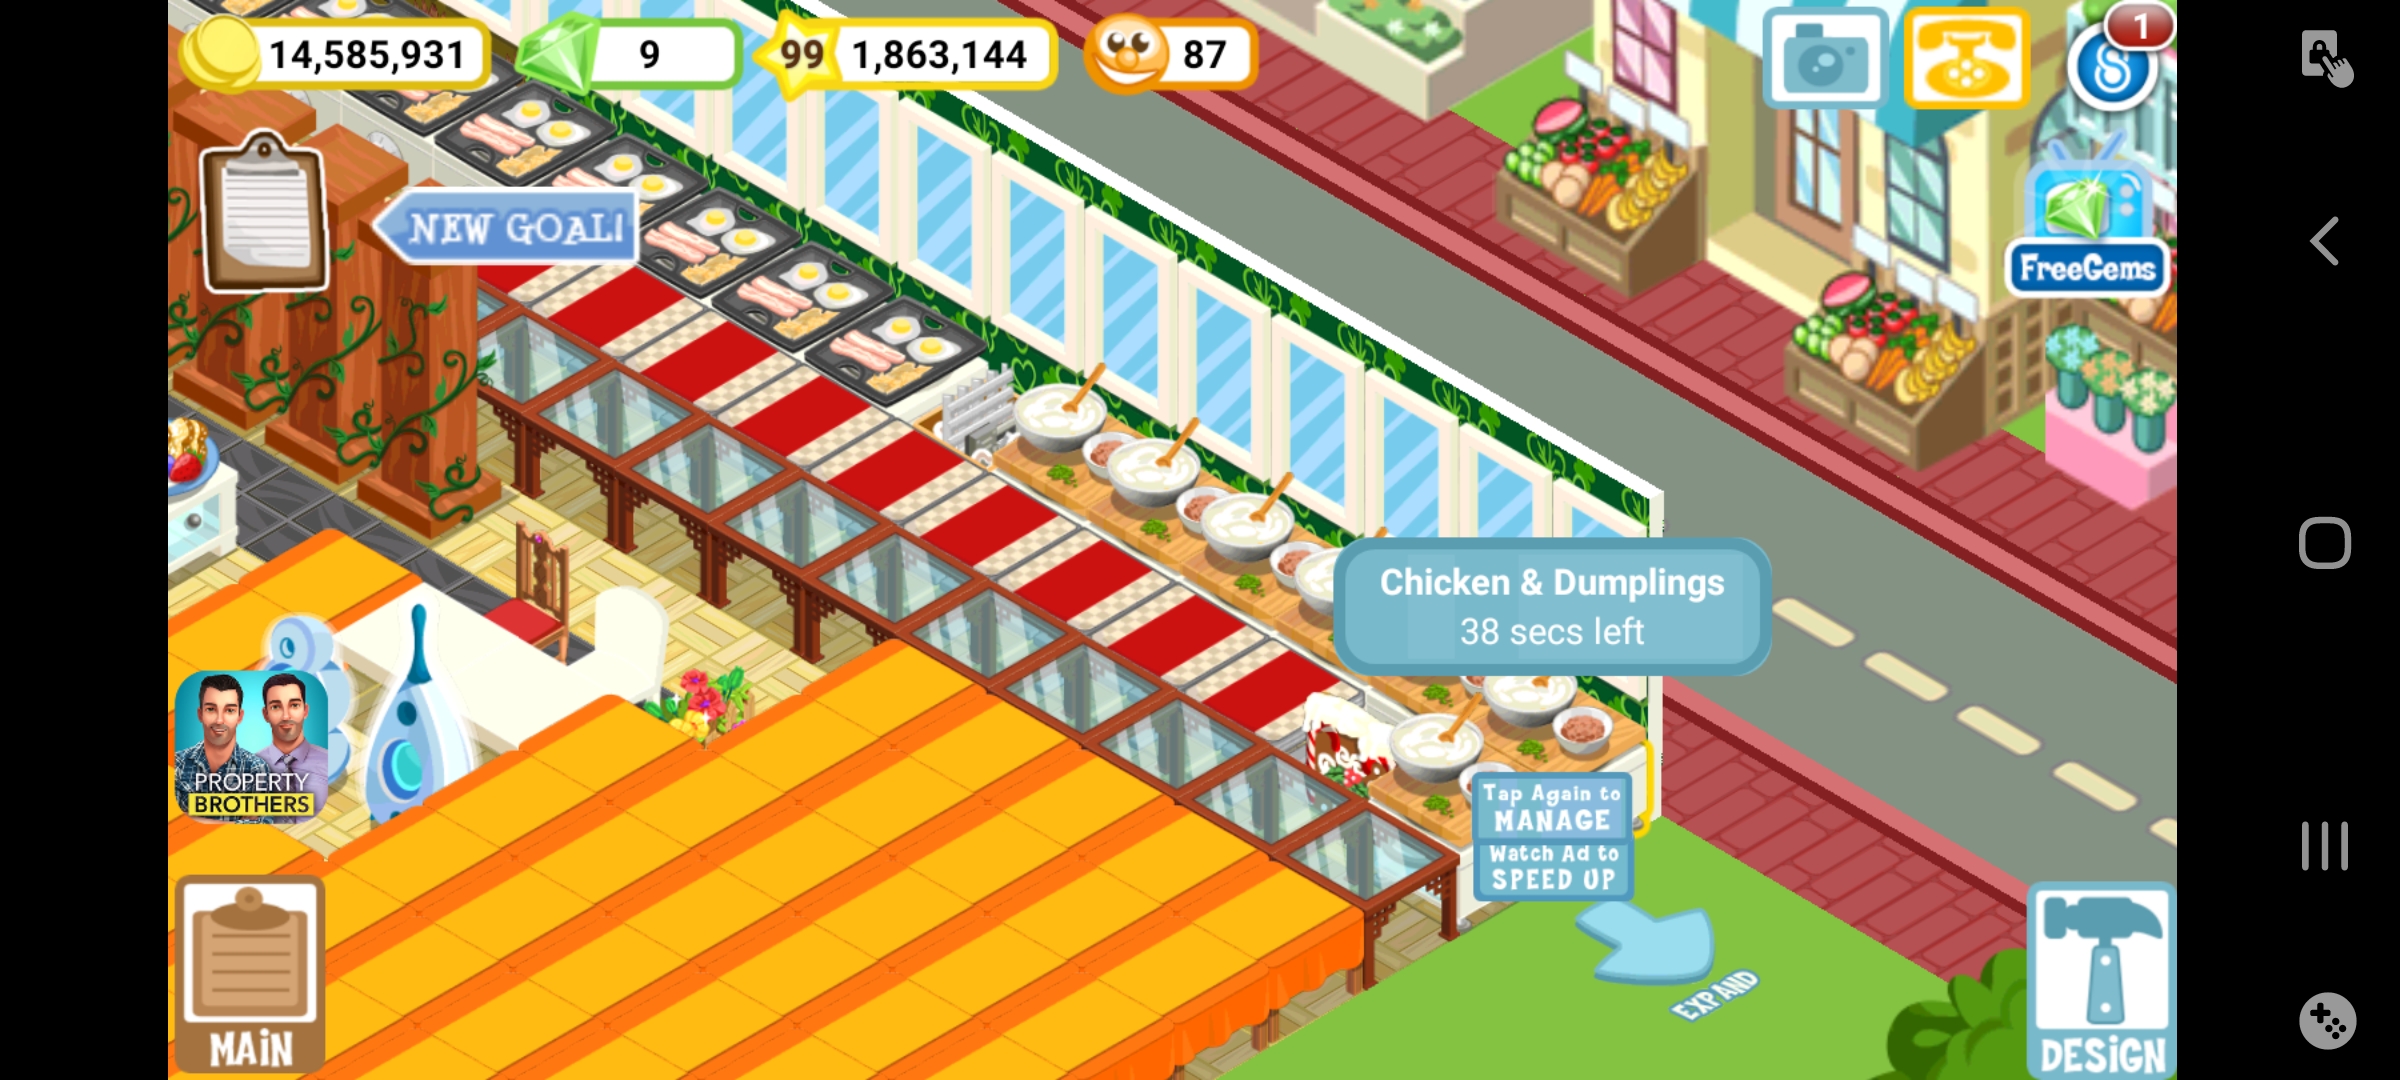 14,585,931
9
99
1,863,144
87
1
NEW GOAL!
FreeGems
Chicken & Dumplings
38 secs left
PROPERTY
BROTHERS
Tap Again to
MANAGE
Watch Ad to
SPEED UP
EXPAND
MAIN
DESIGN